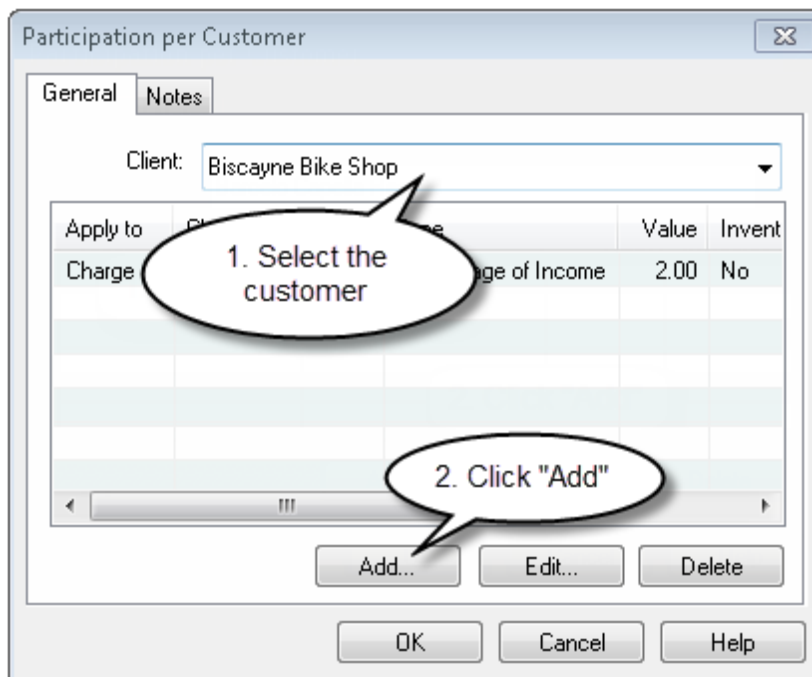 Participation per Customer
General Notes
Client: Biscayne Bike Shop
Apply to Value Invent
Charge of Income 2.00 No
1. Select the
customer
2. Click "Add"
Add... Edit... Delete
OK Cancel Help